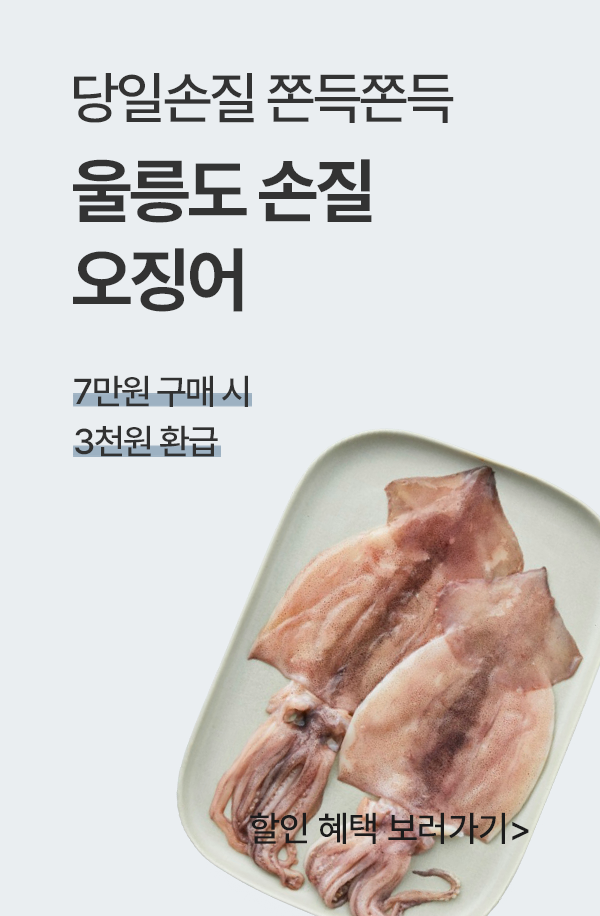 당일손질 쫀득쫀득
울릉도 손질
오징어
7만원 구매 시
3천원 환급
할인 혜택 보러가기>